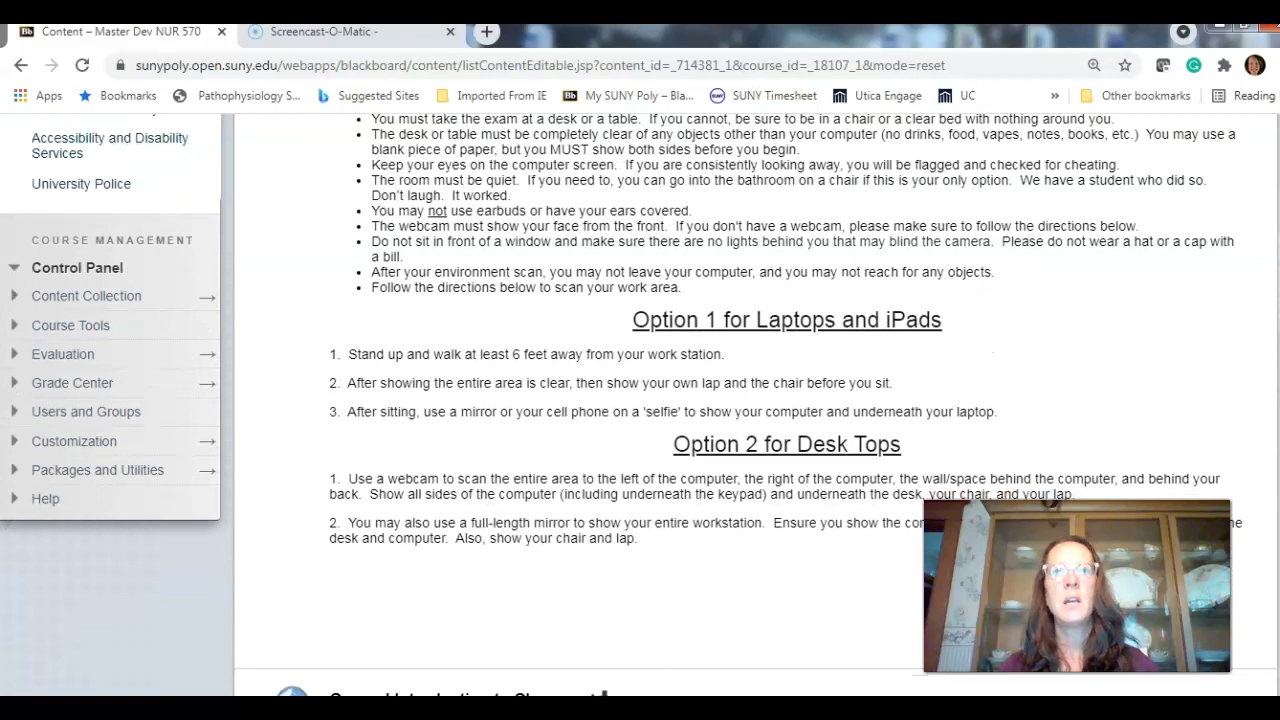 Content – Master Dev NUR 570
Screencast-O-Matic -
sunypoly.open.suny.edu/webapps/blackboard/content/listContentEditable.jsp?content_id=_714381_1&course_id=_18107_1&mode=reset
Apps Bookmarks Pathophysiology S... Suggested Sites Imported From IE My SUNY Poly – Bla... SUNY Timesheet Utica Engage UC » Other bookmarks Reading
Accessibility and Disability
Services
University Police
COURSE MANAGEMENT
Control Panel
Content Collection
Course Tools
Evaluation
Grade Center
Users and Groups
Customization
Packages and Utilities
Help
• You must take the exam at a desk or a table. If you cannot, be sure to be in a chair or a clear bed with nothing around you.
• The desk or table must be completely clear of any objects other than your computer (no drinks, food, vapes, notes, books, etc.) You may use a
blank piece of paper, but you MUST show both sides before you begin.
• Keep your eyes on the computer screen. If you are consistently looking away, you will be flagged and checked for cheating.
• The room must be quiet. If you need to, you can go into the bathroom on a chair if this is your only option. We have a student who did so.
Don't laugh. It worked.
• You may not use earbuds or have your ears covered.
• The webcam must show your face from the front. If you don't have a webcam, please make sure to follow the directions below.
• Do not sit in front of a window and make sure there are no lights behind you that may blind the camera. Please do not wear a hat or a cap with
a bill.
• After your environment scan, you may not leave your computer, and you may not reach for any objects.
• Follow the directions below to scan your work area.
Option 1 for Laptops and iPads
1. Stand up and walk at least 6 feet away from your work station.
2. After showing the entire area is clear, then show your own lap and the chair before you sit.
3. After sitting, use a mirror or your cell phone on a 'selfie' to show your computer and underneath your laptop.
Option 2 for Desk Tops
1. Use a webcam to scan the entire area to the left of the computer, the right of the computer, the wall/space behind the computer, and behind your
back. Show all sides of the computer (including underneath the keypad) and underneath the desk, your chair, and your lap.
2. You may also use a full-length mirror to show your entire workstation. Ensure you show the the
desk and computer. Also, show your chair and lap.